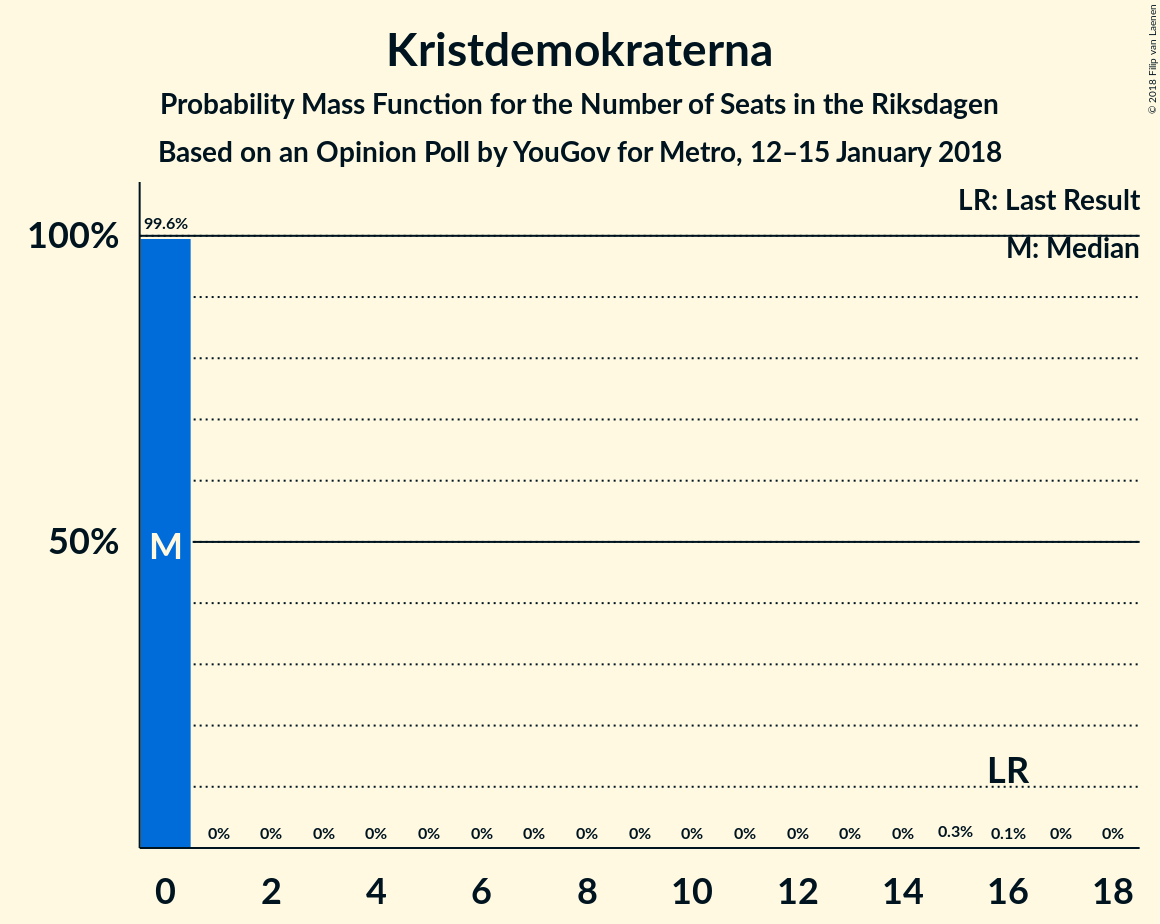 Kristdemokraterna
Probability Mass Function for the Number of Seats in the Riksdagen
Based on an Opinion Poll by YouGov for Metro, 12–15 January 2018
© 2018 Filip van Laenen
LR: Last Result
M: Median
99.6%
100%
50%
M
LR
0% 0% 0% 0% 0% 0% 0% 0% 0% 0% 0% 0% 0% 0% 0.3% 0.1% 0% 0%
0 2 4 6 8 10 12 14 16 18